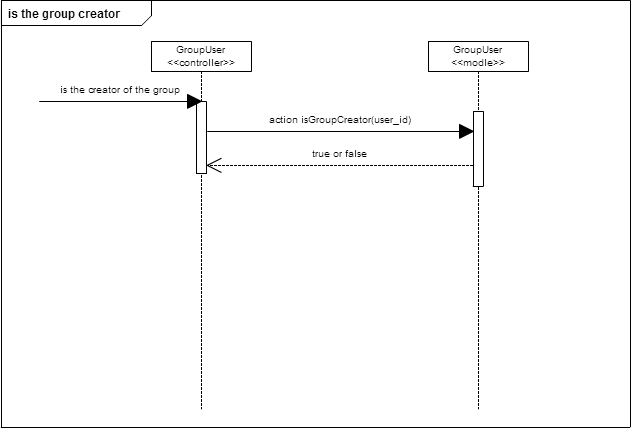 is the group creator
GroupUser
<<controller>>
GroupUser
<<modle>>
is the creator of the group
action isGroupCreator(user_id)
true or false